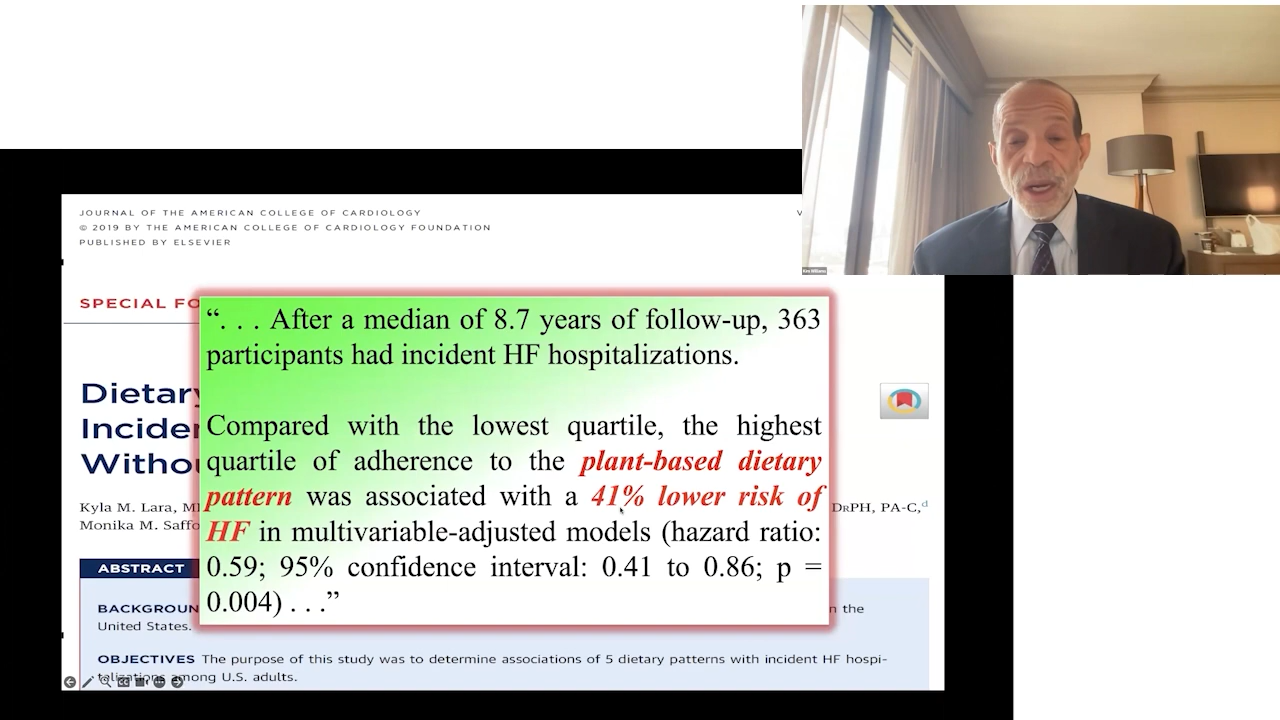 Kim Williams
JOURNAL OF THE AMERICAN COLLEGE OF CARDIOLOGY
© 2019 BY THE AMERICAN COLLEGE OF CARDIOLOGY FOUNDATION
PUBLISHED BY ELSEVIER
V
SPECIAL FO
“. . . After a median of 8.7 years of follow-up, 363
participants had incident HF hospitalizations.
Compared with the lowest quartile, the highest
quartile of adherence to the plant-based dietary
pattern was associated with a 41% lower risk of
HF in multivariable-adjusted models (hazard ratio:
0.59; 95% confidence interval: 0.41 to 0.86; p =
0.004) . . .”
Dietary
Inciden
Withou
Kyla M. Lara, M DRPH, PA-C,d
Monika M. Saffo
ABSTRACT
BACKGROUN n the
United States.
OBJECTIVES The purpose of this study was to determine associations of 5 dietary patterns with incident HF hospi-
talizations among U.S. adults.